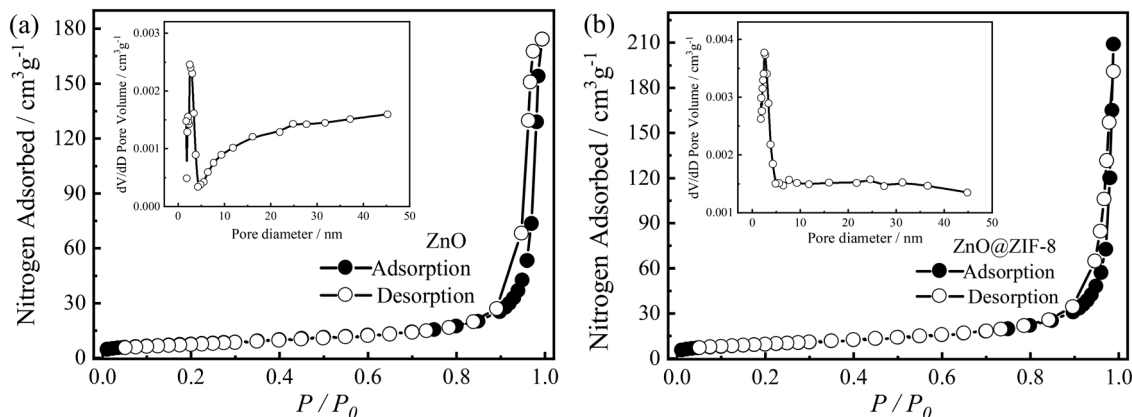 (a)
Nitrogen Adsorbed / cm³g⁻¹
180
150
120
90
60
30
0
0.0 0.2 0.4 0.6 0.8 1.0
P / P₀
dV/dD Pore Volume / cm³g⁻¹
0.003
0.002
0.001
0.000
0 10 20 30 40 50
Pore diameter / nm
ZnO
Adsorption
Desorption
(b)
Nitrogen Adsorbed / cm³g⁻¹
210
180
150
120
90
60
30
0
0.0 0.2 0.4 0.6 0.8 1.0
P / P₀
dV/dD Pore Volume / cm³g⁻¹
0.004
0.003
0.002
0.001
0 10 20 30 40 50
Pore diameter / nm
ZnO@ZIF-8
Adsorption
Desorption